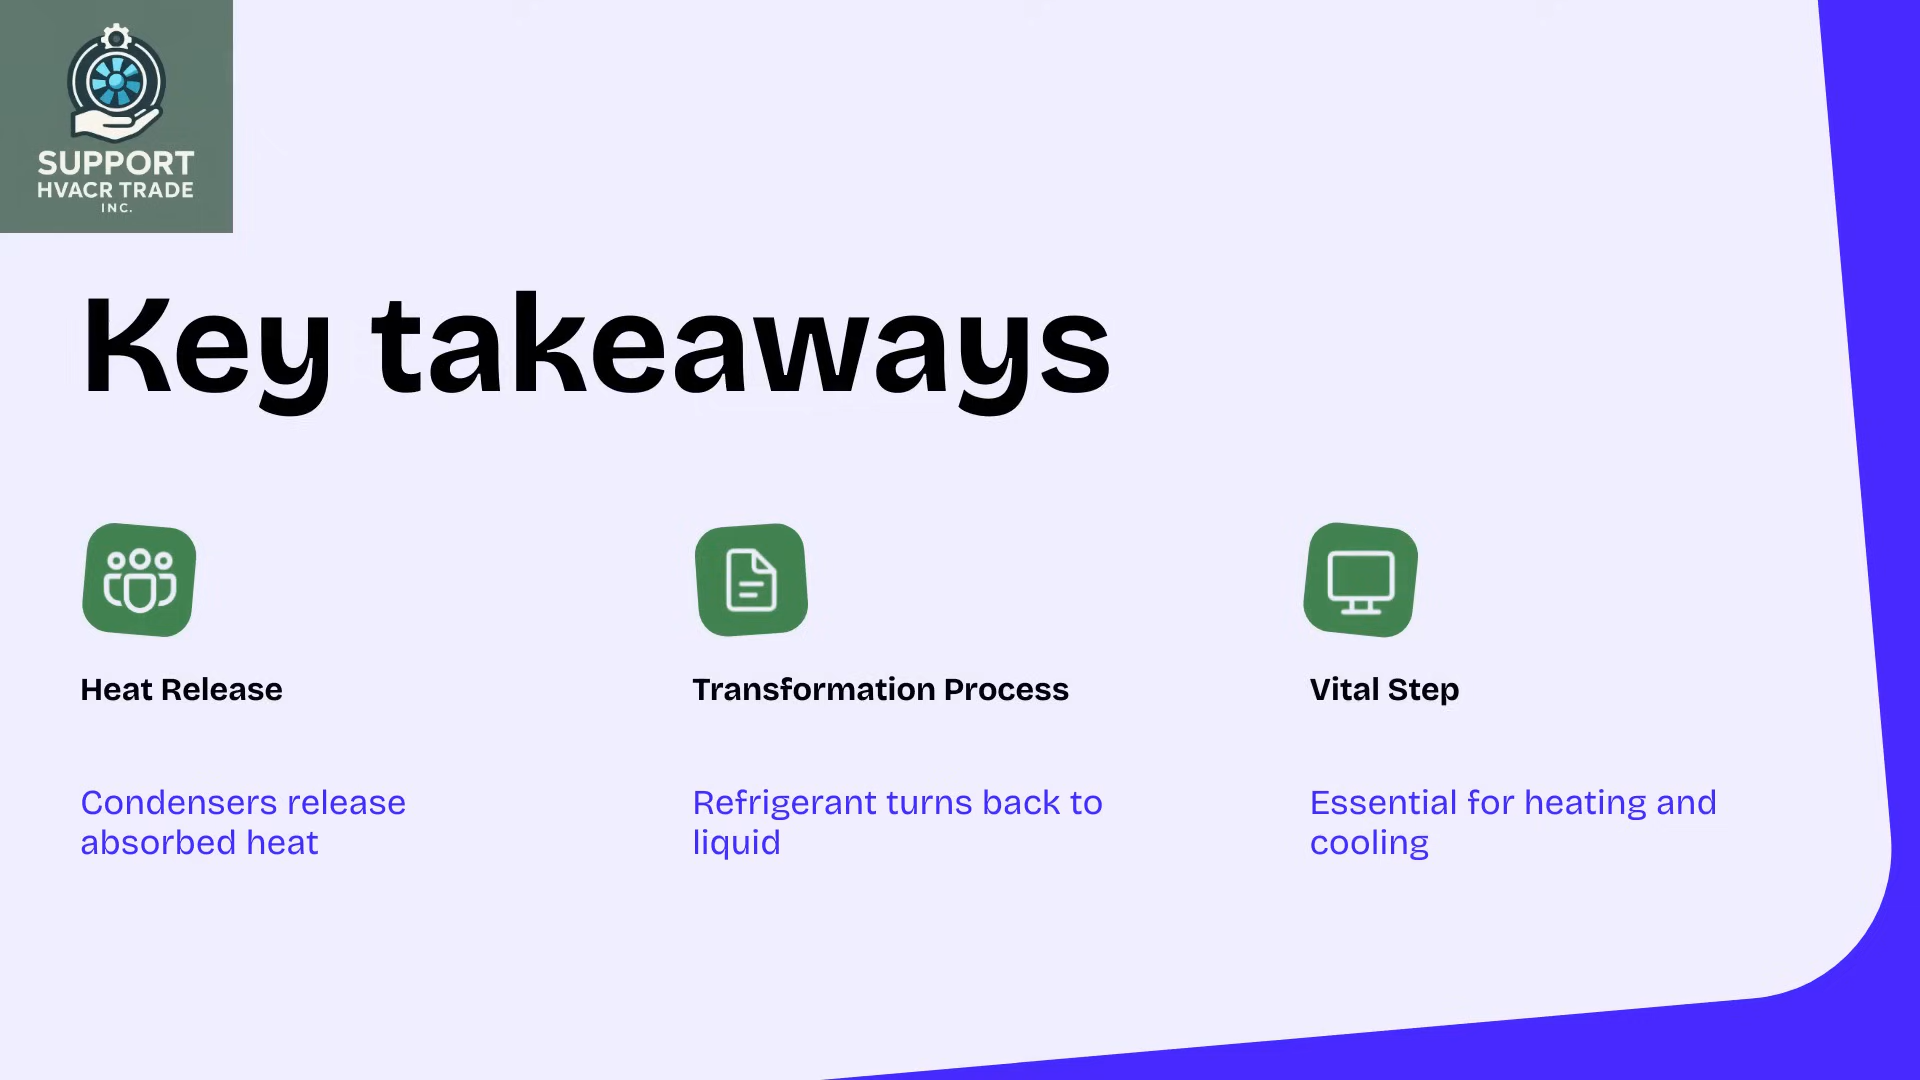 SUPPORT
HVACR TRADE
INC.
Key takeaways
Heat Release
Condensers release
absorbed heat
Transformation Process
Refrigerant turns back to
liquid
Vital Step
Essential for heating and
cooling